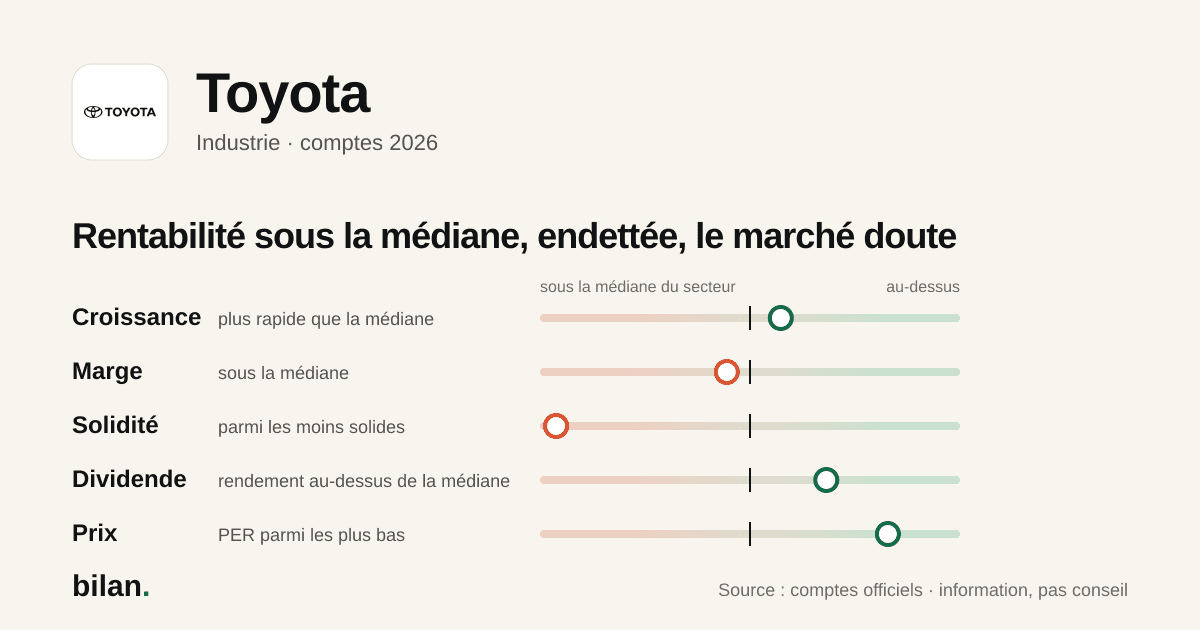 TOYOTA
Toyota
Industrie · comptes 2026
Rentabilité sous la médiane, endettée, le marché doute
sous la médiane du secteur au-dessus
Croissance plus rapide que la médiane
Marge sous la médiane
Solidité parmi les moins solides
Dividende rendement au-dessus de la médiane
Prix PER parmi les plus bas
bilan.
Source : comptes officiels · information, pas conseil